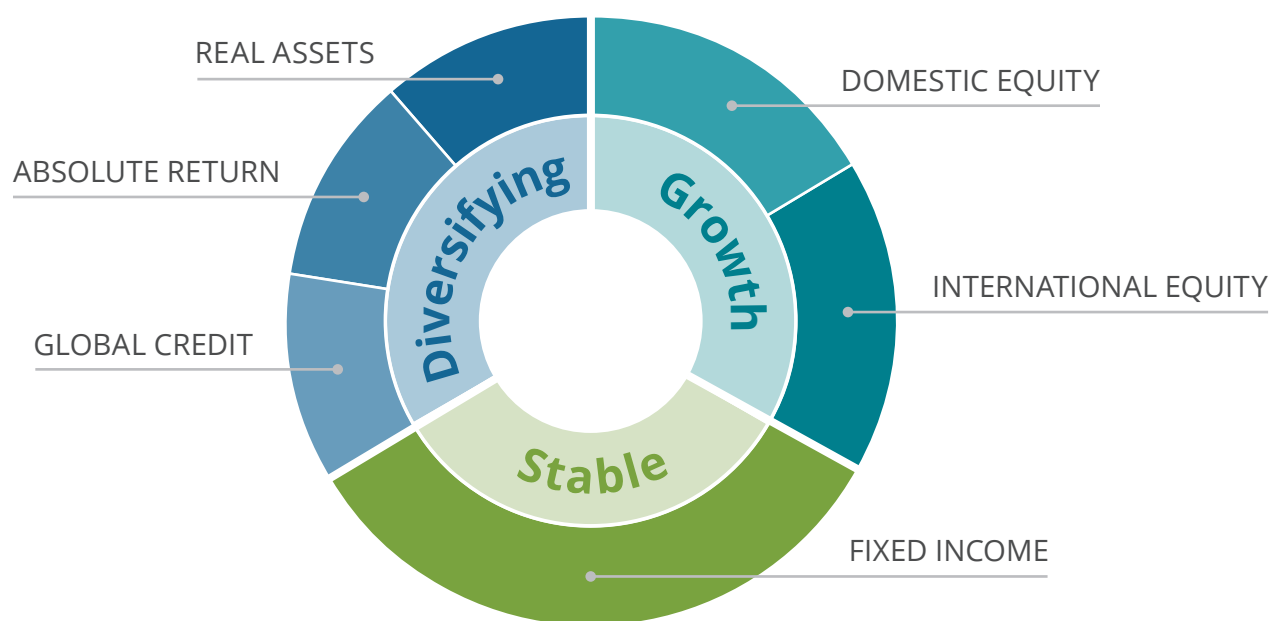 REAL ASSETS
DOMESTIC EQUITY
ABSOLUTE RETURN
Diversifying
Growth
INTERNATIONAL EQUITY
GLOBAL CREDIT
Stable
FIXED INCOME